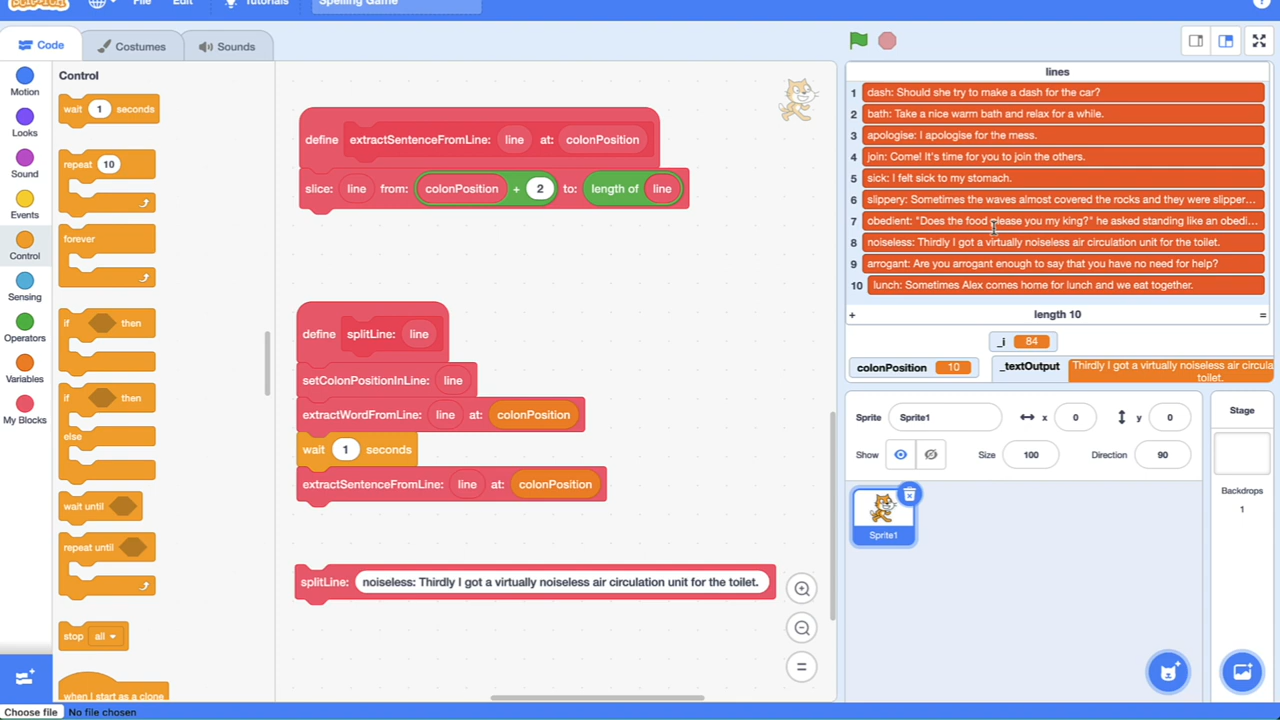 SCRATCH
File
Edit
Tutorials
Spelling Game
?
Code
Costumes
Sounds
Motion
Looks
Sound
Events
Control
Sensing
Operators
Variables
My Blocks
Control
wait 1 seconds
repeat 10
forever
if then
if then
else
wait until
repeat until
stop all
when I start as a clone
define extractSentenceFromLine: line at: colonPosition
slice: line from: colonPosition + 2 to: length of line
define splitLine: line
setColonPositionInLine: line
extractWordFromLine: line at: colonPosition
wait 1 seconds
extractSentenceFromLine: line at: colonPosition
splitLine: noiseless: Thirdly I got a virtually noiseless air circulation unit for the toilet.
lines
1 dash: Should she try to make a dash for the car?
2 bath: Take a nice warm bath and relax for a while.
3 apologise: I apologise for the mess.
4 join: Come! It's time for you to join the others.
5 sick: I felt sick to my stomach.
6 slippery: Sometimes the waves almost covered the rocks and they were slipper...
7 obedient: "Does the food please you my king?" he asked standing like an obedi...
8 noiseless: Thirdly I got a virtually noiseless air circulation unit for the toilet.
9 arrogant: Are you arrogant enough to say that you have no need for help?
10 lunch: Sometimes Alex comes home for lunch and we eat together.
+ length 10 =
_i 84
colonPosition 10
_textOutput Thirdly I got a virtually noiseless air circula
toilet.
Sprite Sprite1 x 0 y 0
Show Size 100 Direction 90
Sprite1
Stage
Backdrops
1
Choose file No file chosen